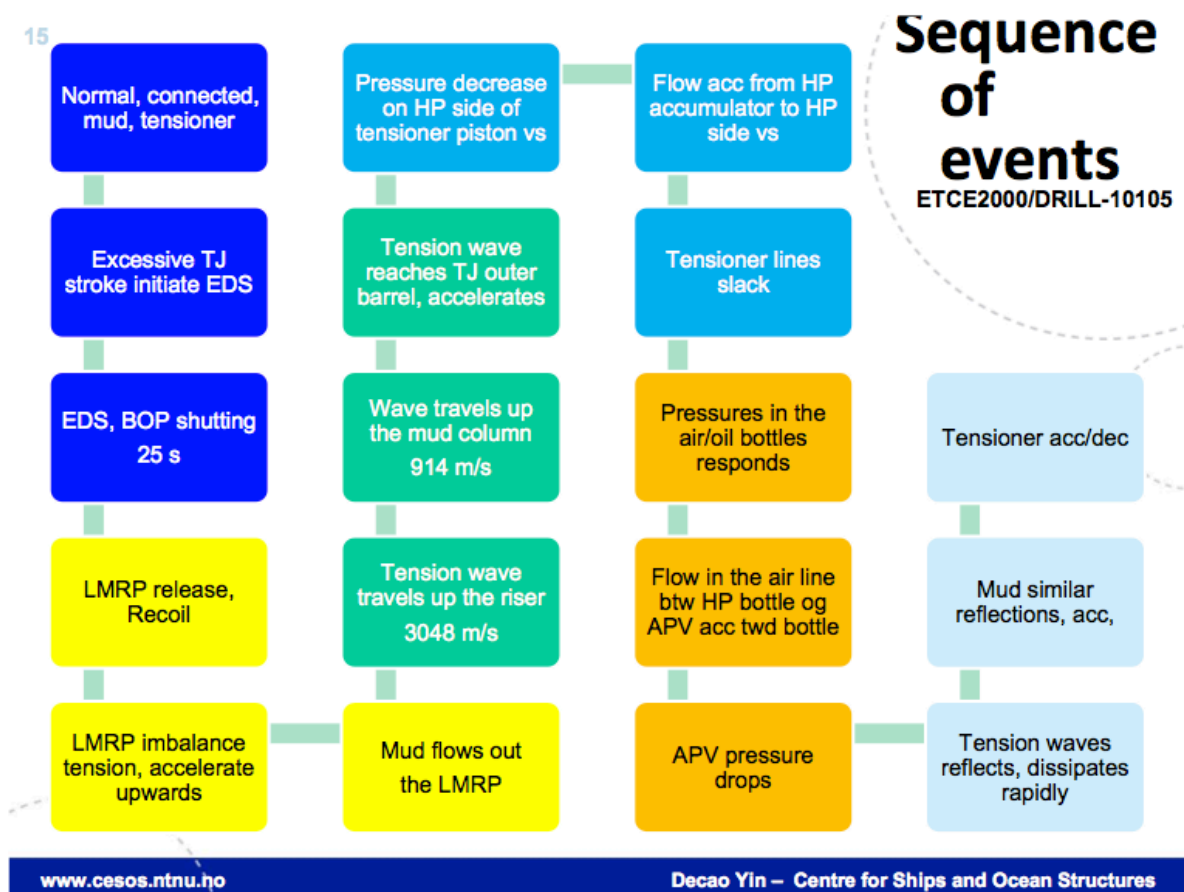 15
Sequence
of
events
ETCE2000/DRILL-10105
Normal, connected,
mud, tensioner
Excessive TJ
stroke initiate EDS
EDS, BOP shutting
25 s
LMRP release,
Recoil
LMRP imbalance
tension, accelerate
upwards
Mud flows out
the LMRP
Tension wave
travels up the riser
3048 m/s
Wave travels up
the mud column
914 m/s
Tension wave
reaches TJ outer
barrel, accelerates
Pressure decrease
on HP side of
tensioner piston vs
Flow acc from HP
accumulator to HP
side vs
Tensioner lines
slack
Pressures in the
air/oil bottles
responds
Flow in the air line
btw HP bottle og
APV acc twd bottle
APV pressure
drops
Tension waves
reflects, dissipates
rapidly
Mud similar
reflections, acc,
Tensioner acc/dec
www.cesos.ntnu.no
Decao Yin – Centre for Ships and Ocean Structures